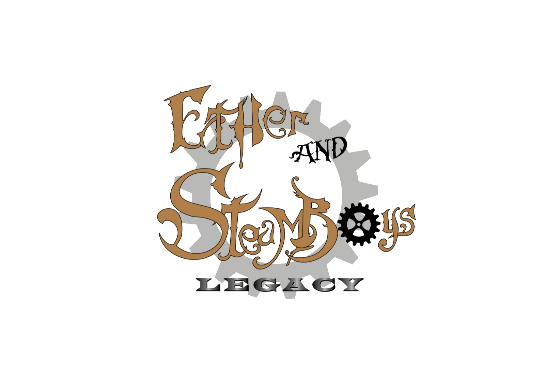 Ether
AND
SteamBoys
LEGACY